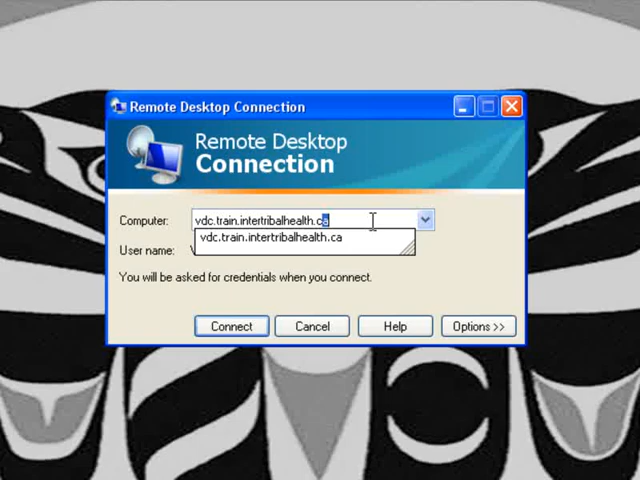 Remote Desktop Connection
Remote Desktop
Connection
Computer: vdc.train.intertribalhealth.ca
vdc.train.intertribalhealth.ca
User name:
You will be asked for credentials when you connect.
Connect Cancel Help Options >>